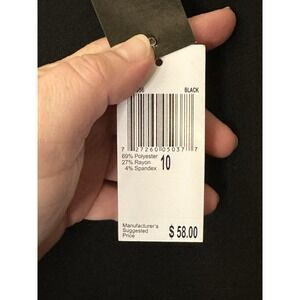 BLACK
7 27260 05037 7
69% Polyester
27% Rayon
4% Spandex
10
Manufacturer's
Suggested
Price
$ 58.00